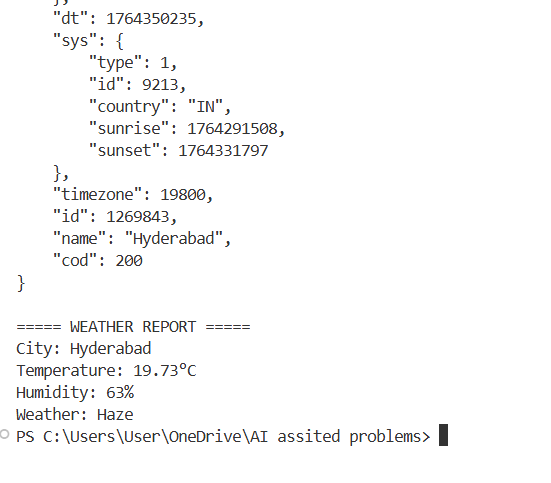 },
    "dt": 1764350235,
    "sys": {
        "type": 1,
        "id": 9213,
        "country": "IN",
        "sunrise": 1764291508,
        "sunset": 1764331797
    },
    "timezone": 19800,
    "id": 1269843,
    "name": "Hyderabad",
    "cod": 200
}

===== WEATHER REPORT =====
City: Hyderabad
Temperature: 19.73°C
Humidity: 63%
Weather: Haze
PS C:\Users\User\OneDrive\AI assited problems>